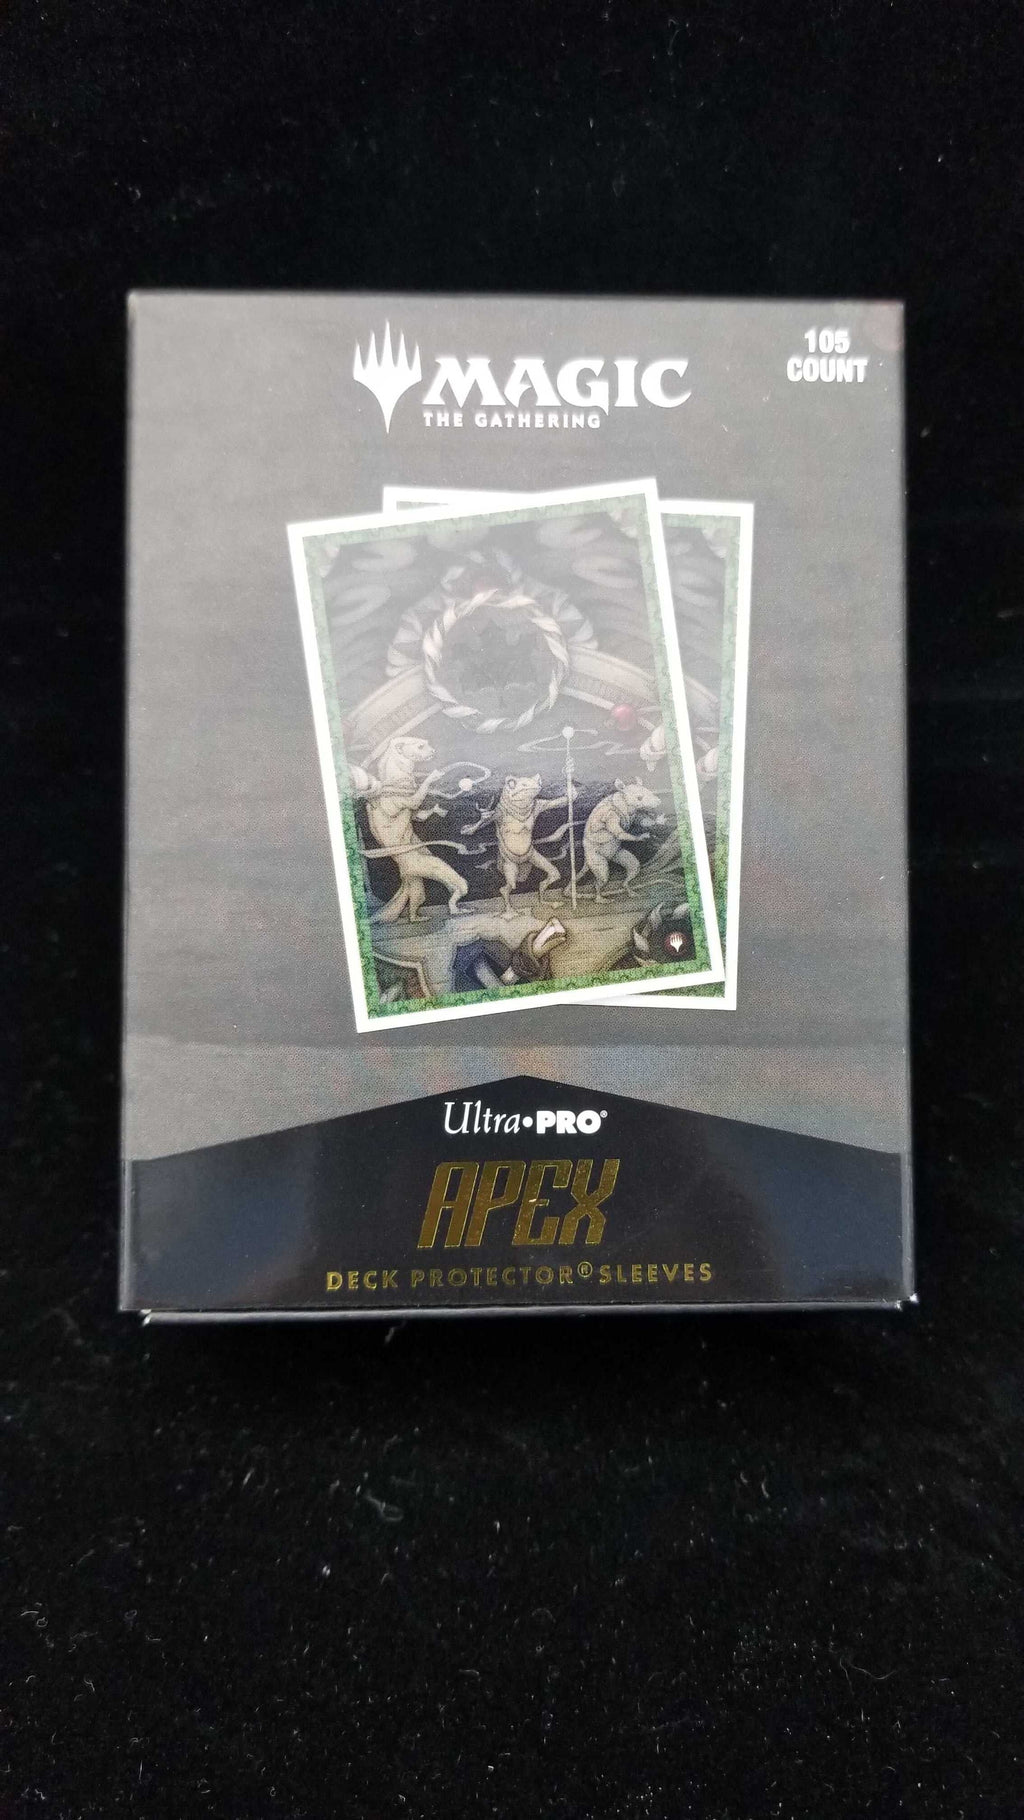 MAGIC
THE GATHERING
105
COUNT
Ultra•PRO®
APEX
DECK PROTECTOR® SLEEVES